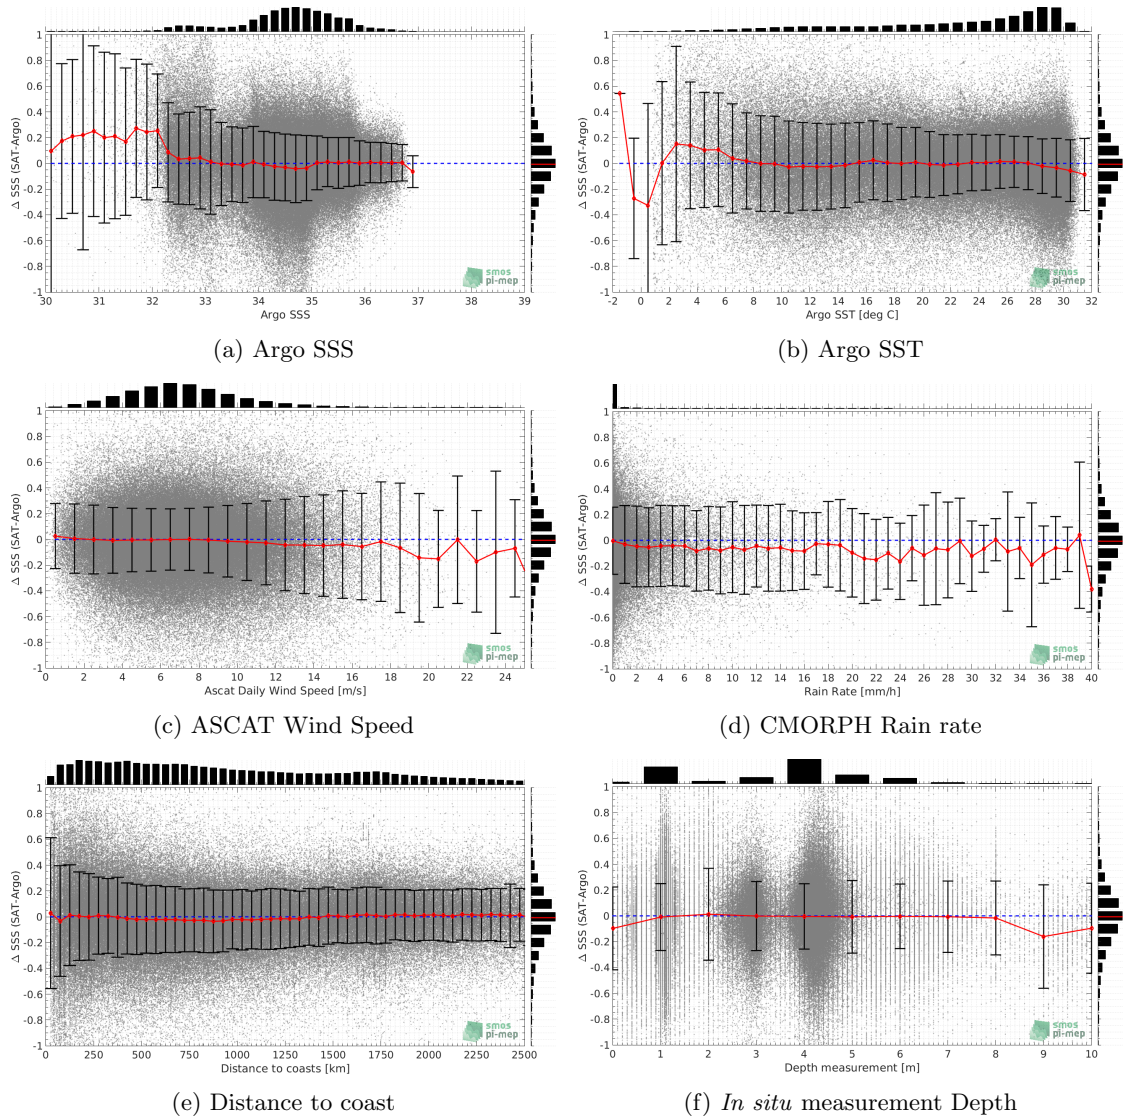 1
0.8
0.6
0.4
0.2
0
-0.2
-0.4
-0.6
-0.8
-1
Δ SSS (SAT-Argo)
30 31 32 33 34 35 36 37 38 39
Argo SSS
smos
pi-mep
(a) Argo SSS
1
0.8
0.6
0.4
0.2
0
-0.2
-0.4
-0.6
-0.8
-1
Δ SSS (SAT-Argo)
-2 0 2 4 6 8 10 12 14 16 18 20 22 24 26 28 30 32
Argo SST [deg C]
smos
pi-mep
(b) Argo SST
1
0.8
0.6
0.4
0.2
0
-0.2
-0.4
-0.6
-0.8
-1
Δ SSS (SAT-Argo)
0 2 4 6 8 10 12 14 16 18 20 22 24
Ascat Daily Wind Speed [m/s]
smos
pi-mep
(c) ASCAT Wind Speed
1
0.8
0.6
0.4
0.2
0
-0.2
-0.4
-0.6
-0.8
-1
Δ SSS (SAT-Argo)
0 2 4 6 8 10 12 14 16 18 20 22 24 26 28 30 32 34 36 38 40
Rain Rate [mm/h]
smos
pi-mep
(d) CMORPH Rain rate
1
0.8
0.6
0.4
0.2
0
-0.2
-0.4
-0.6
-0.8
-1
Δ SSS (SAT-Argo)
0 250 500 750 1000 1250 1500 1750 2000 2250 2500
Distance to coasts [km]
smos
pi-mep
(e) Distance to coast
1
0.8
0.6
0.4
0.2
0
-0.2
-0.4
-0.6
-0.8
-1
Δ SSS (SAT-Argo)
0 1 2 3 4 5 6 7 8 9 10
Depth measurement [m]
smos
pi-mep
(f) In situ measurement Depth